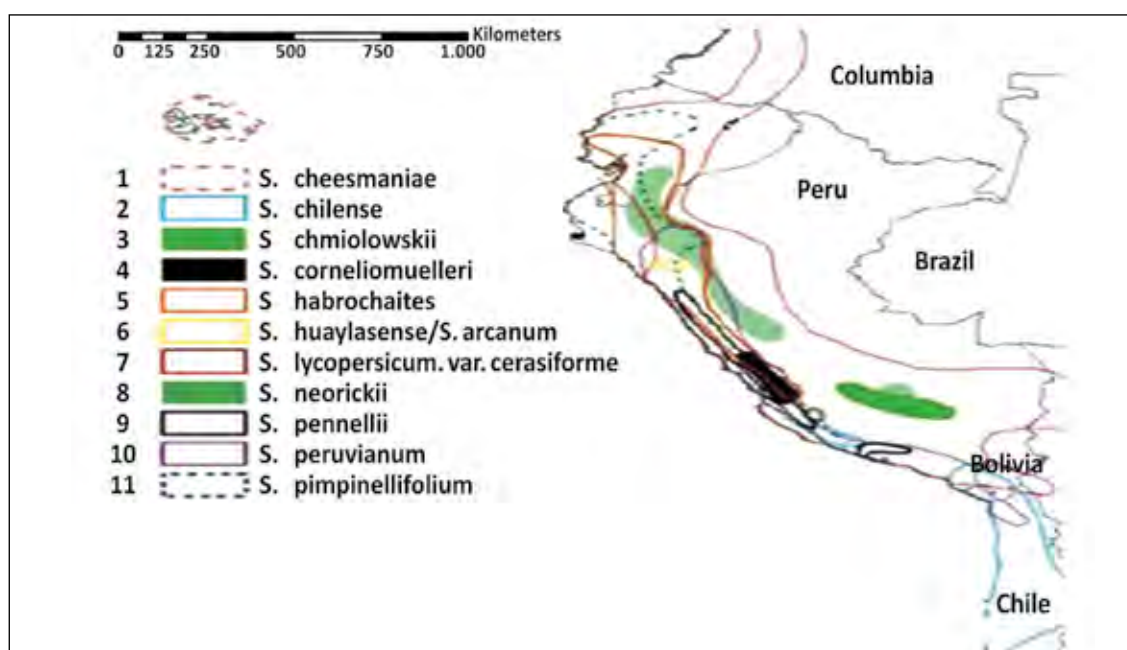 Kilometers
0 125 250 500 750 1.000
Columbia
Peru
Brazil
Bolivia
Chile
1 S. cheesmaniae
2 S. chilense
3 S chmiolowskii
4 S. corneliomuelleri
5 S habrochaites
6 S. huaylasense/S. arcanum
7 S. lycopersicum. var. cerasiforme
8 S. neorickii
9 S. pennellii
10 S. peruvianum
11 S. pimpinellifolium